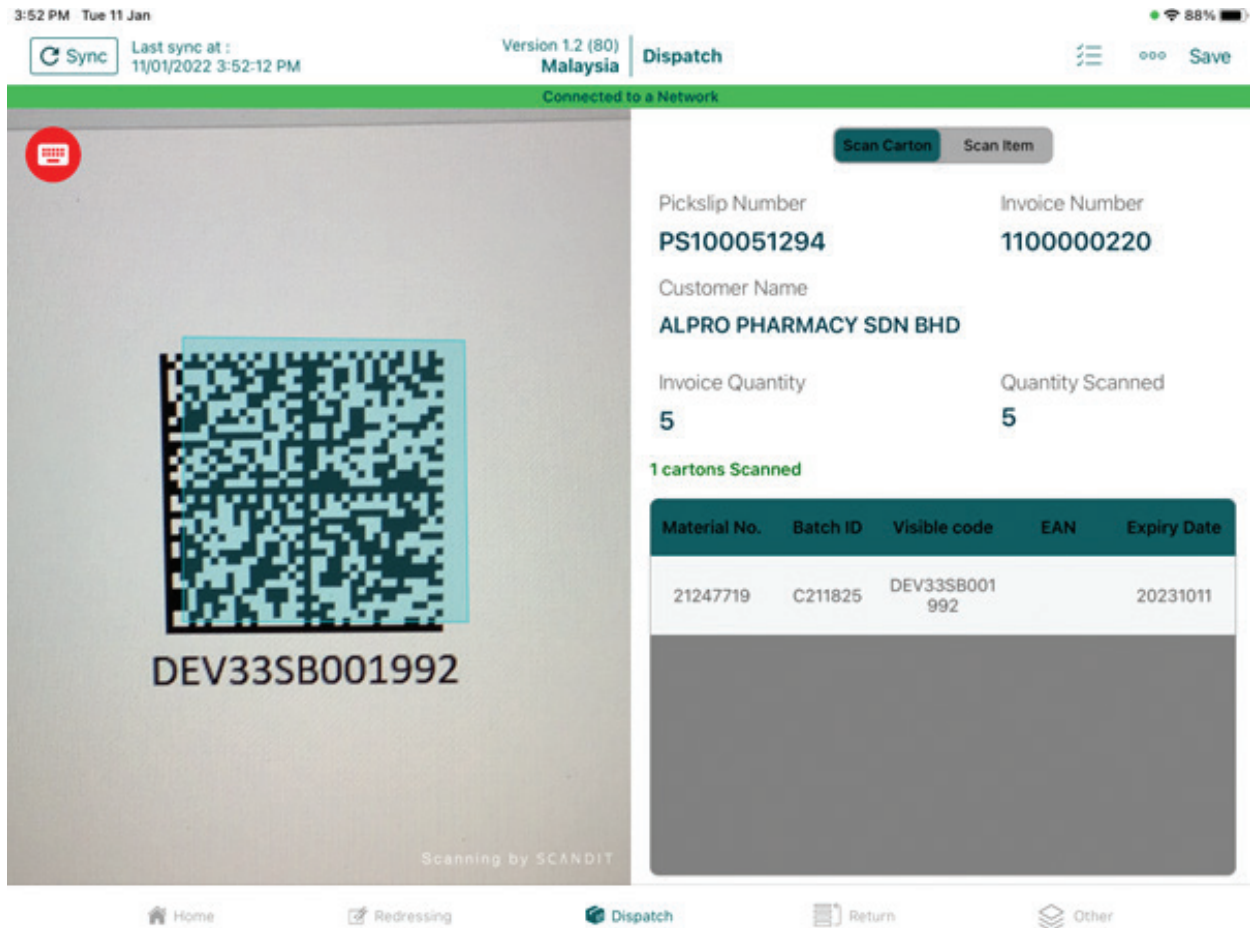 3:52 PM Tue 11 Jan
88%
Sync
Last sync at :
11/01/2022 3:52:12 PM
Version 1.2 (80)
Malaysia
Dispatch
Save
Connected to a Network
Scan Carton
Scan Item
Pickslip Number
Invoice Number
PS100051294
1100000220
Customer Name
ALPRO PHARMACY SDN BHD
Invoice Quantity
Quantity Scanned
5
5
1 cartons Scanned
Material No. Batch ID Visible code EAN Expiry Date
21247719 C211825 DEV33SB001 20231011
992
DEV33SB001992
Scanning by SCANDIT
Home
Redressing
Dispatch
Return
Other